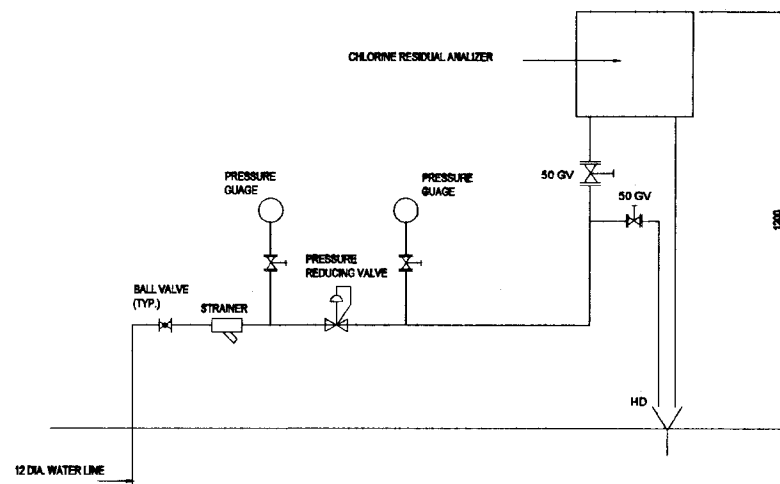 CHLORINE RESIDUAL ANALIZER
PRESSURE
GUAGE
PRESSURE
GUAGE
50 GV
50 GV
1200
PRESSURE
REDUCING VALVE
BALL VALVE
(TYP.)
STRAINER
HD
12 DIA. WATER LINE